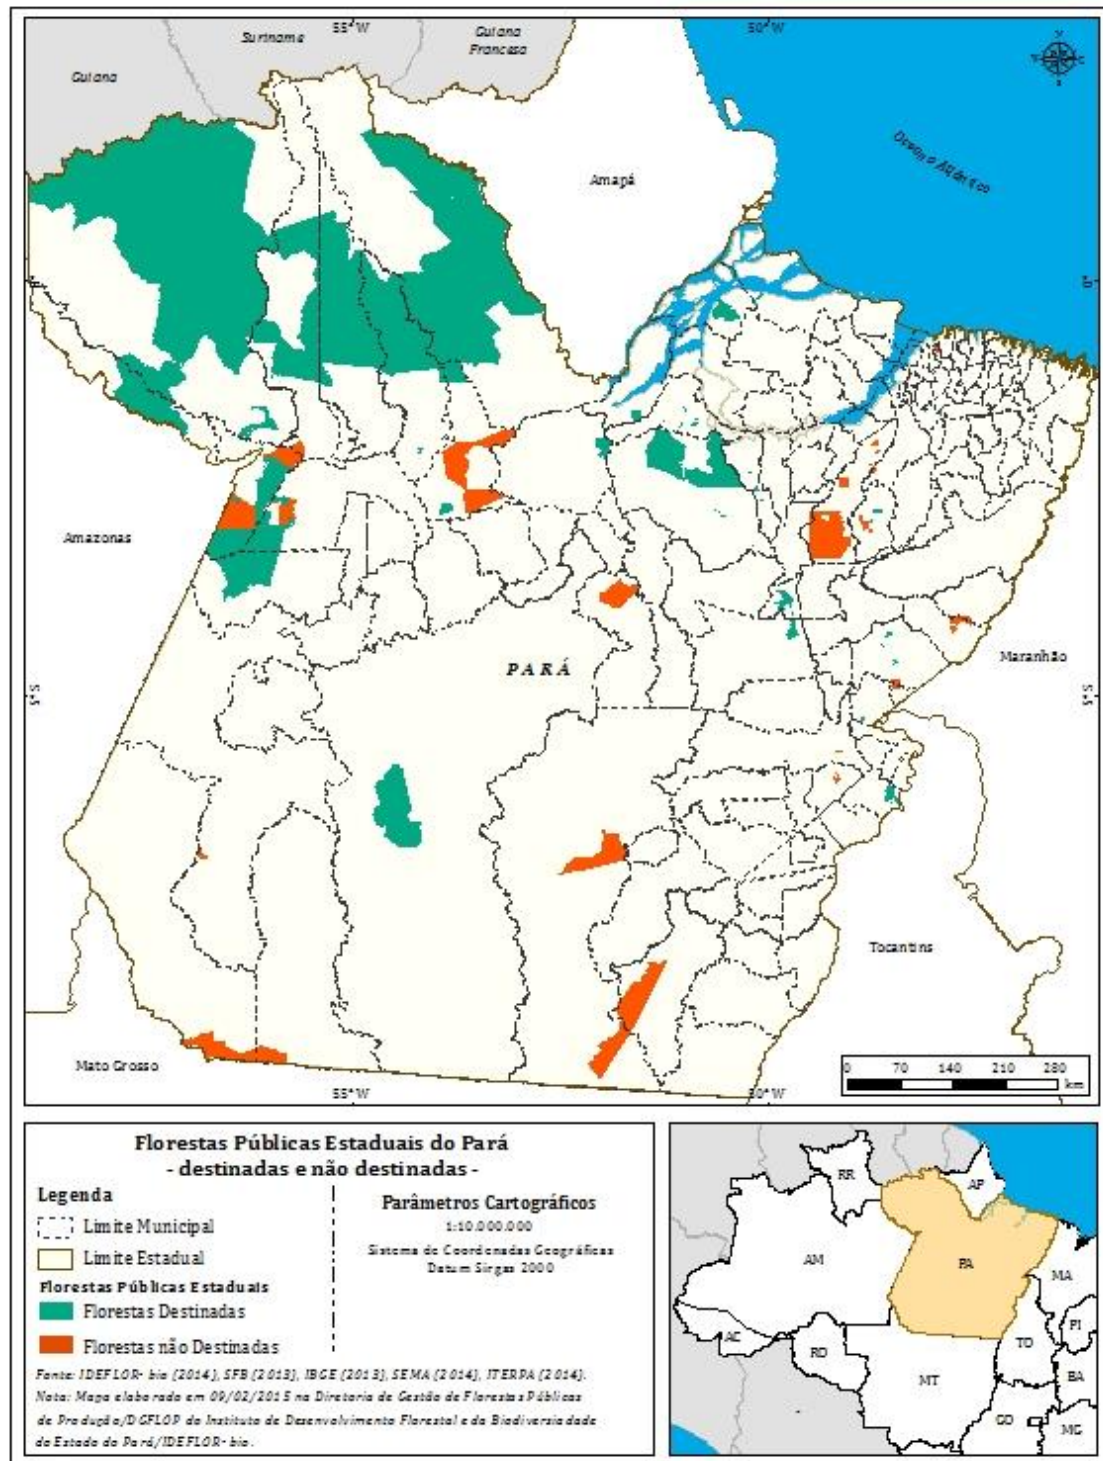 55° W
50° W
Suriname
Guiana
Francesa
Guiana
Oceano Atlântico
Amapá
0°
0°
Amazonas
PARÁ
Maranhão
5°S
5°S
Tocantins
Mato Grosso
55° W
50° W
0 70 140 210 280
km
Florestas Públicas Estaduais do Pará
- destinadas e não destinadas -
Legenda
Limite Municipal
Limite Estadual
Florestas Públicas Estaduais
Florestas Destinadas
Florestas não Destinadas
Parâmetros Cartográficos
1:10.000.000
Sistema de Coordenadas Geográficas
Datum Sirgas 2000
Fonte: IDEFLOR- bio (2014), SFB (2013), IBGE (2013), SEMA (2014), ITERPA (2014).
Nota: Mapa elaborado em 09/02/2015 na Diretoria de Gestão de Florestas Públicas
de Produção/DGFLOP do Instituto de Desenvolvimento Florestal e da Biodiversidade
do Estado do Pará/IDEFLOR- bio.
RR
AP
AM
PA
MA
PI
AC
RO
TO
BA
MT
GO
MG